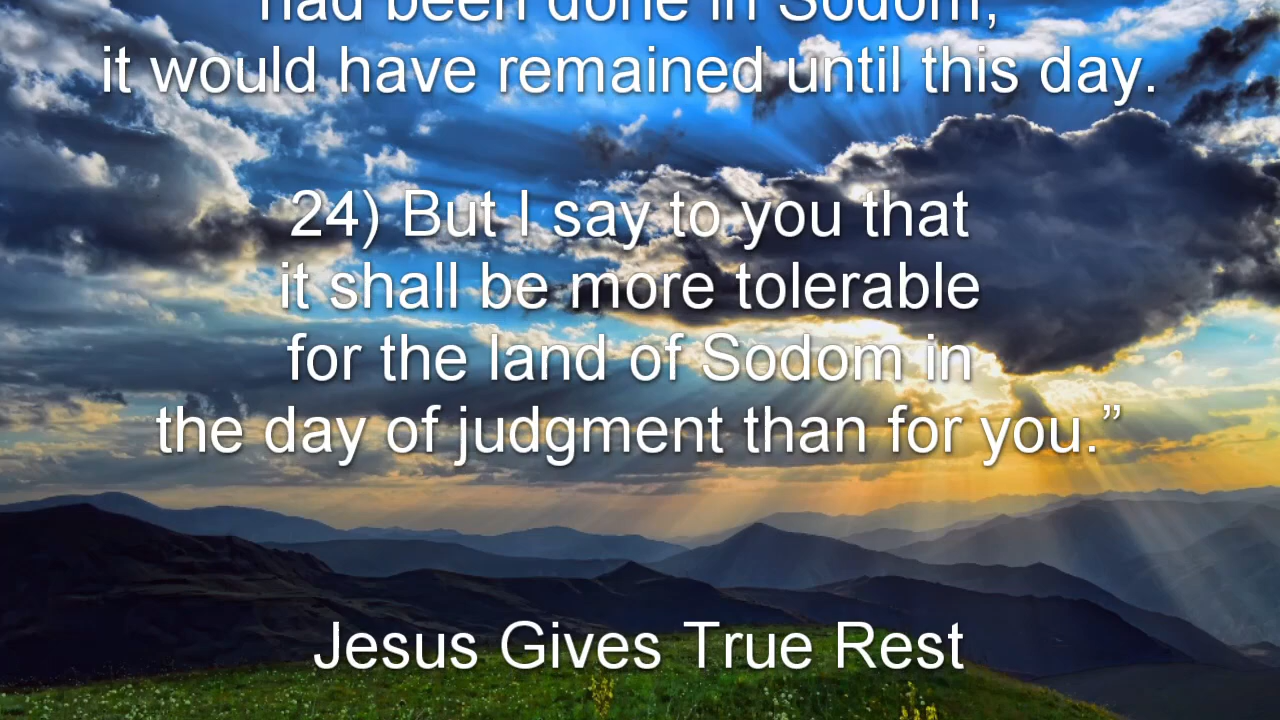 had been done in Sodom,
it would have remained until this day.
24) But I say to you that
it shall be more tolerable
for the land of Sodom in
the day of judgment than for you.”
Jesus Gives True Rest